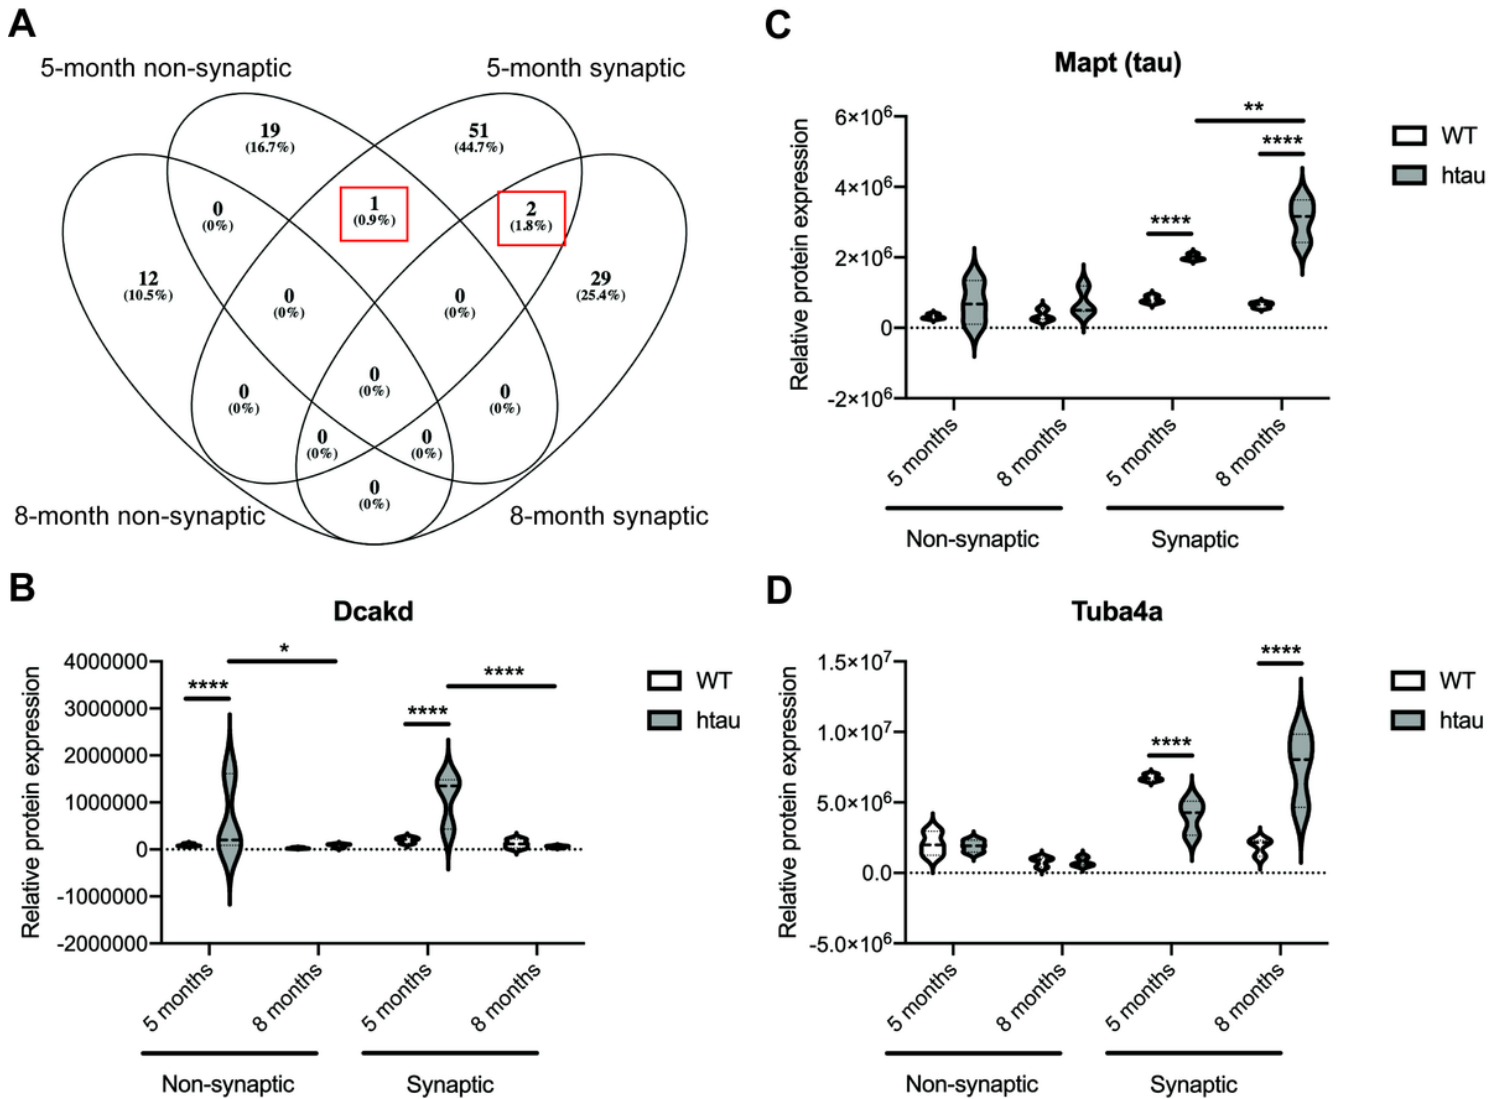 A
5-month non-synaptic
5-month synaptic
19
(16.7%)
51
(44.7%)
0
(0%)
1
(0.9%)
2
(1.8%)
12
(10.5%)
0
(0%)
0
(0%)
29
(25.4%)
0
(0%)
0
(0%)
0
(0%)
0
(0%)
0
(0%)
0
(0%)
8-month non-synaptic
8-month synaptic
C
Mapt (tau)
Relative protein expression
6×10⁶
4×10⁶
2×10⁶
0
-2×10⁶
****
**
****
WT
htau
5 months
8 months
5 months
8 months
Non-synaptic
Synaptic
B
Dcakd
Relative protein expression
4000000
3000000
2000000
1000000
0
-1000000
-2000000
****
*
****
****
WT
htau
5 months
8 months
5 months
8 months
Non-synaptic
Synaptic
D
Tuba4a
Relative protein expression
1.5×10⁷
1.0×10⁷
5.0×10⁶
0.0
-5.0×10⁶
****
****
WT
htau
5 months
8 months
5 months
8 months
Non-synaptic
Synaptic